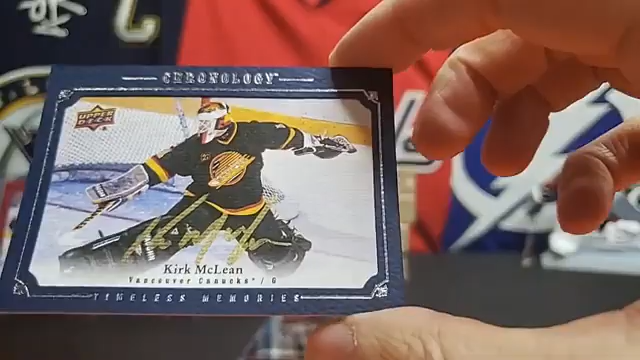 CHRONOLOGY
UPPER DECK
Kirk McLean
Vancouver Canucks / G
TIMELESS MEMORIES